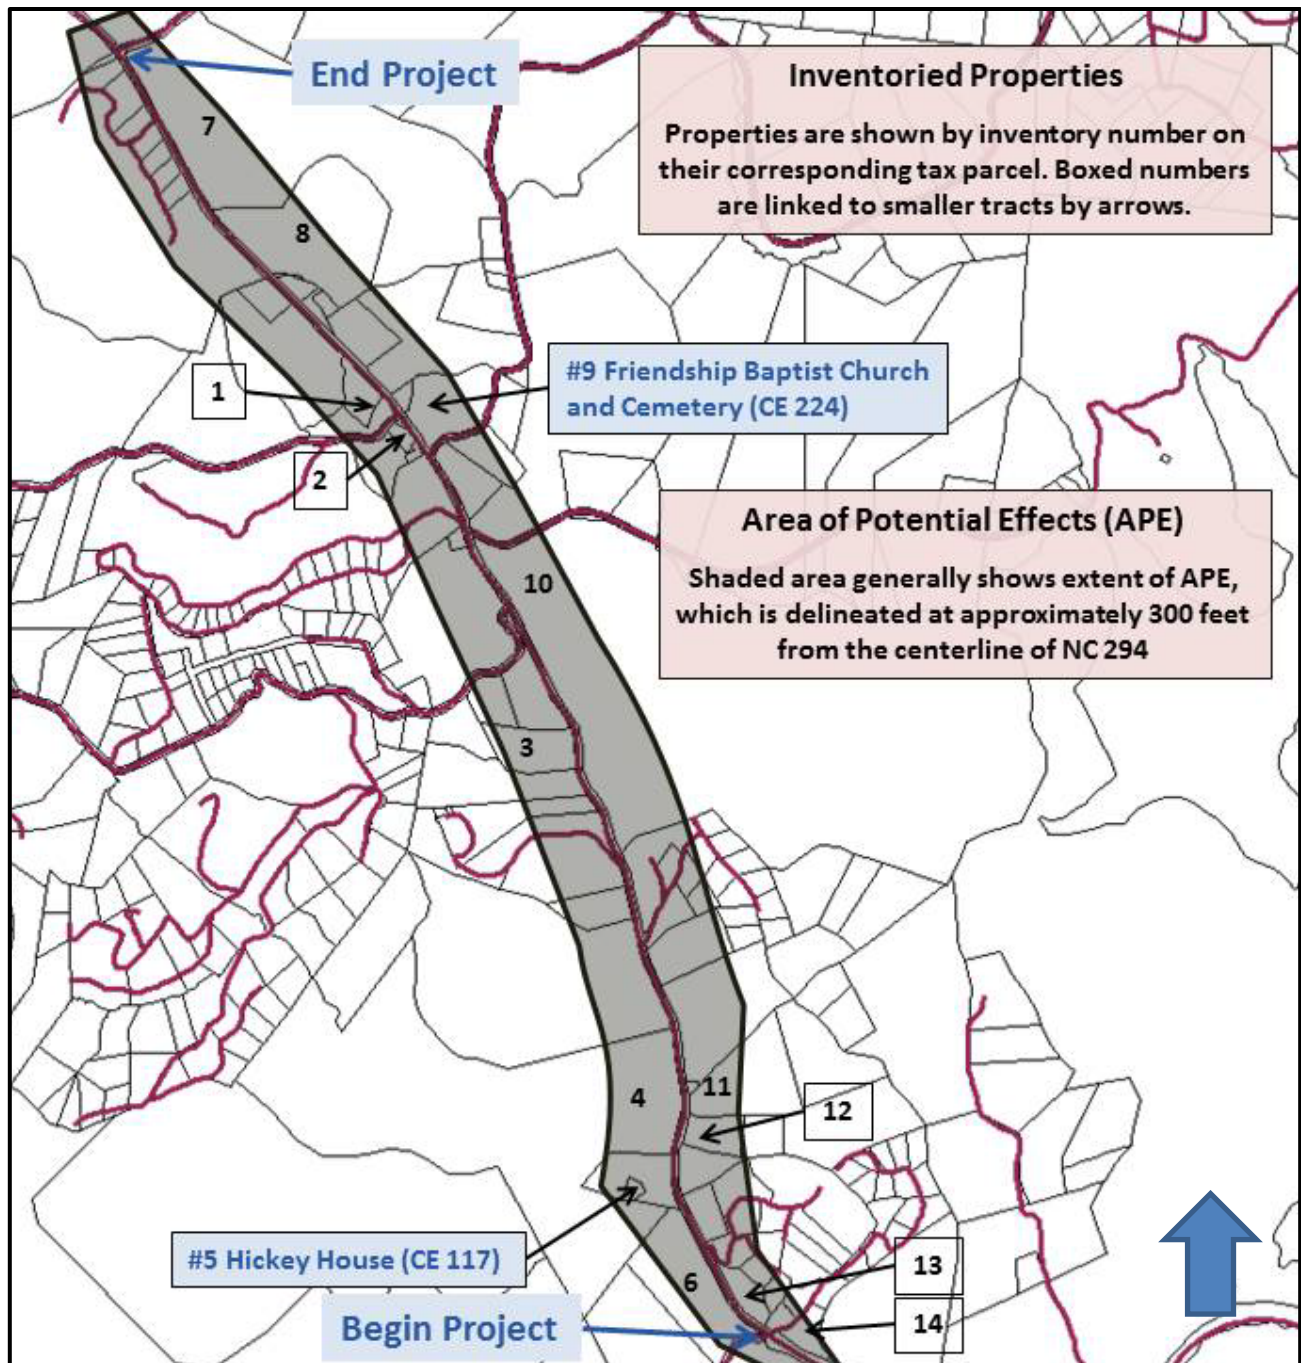 End Project
Inventoried Properties
Properties are shown by inventory number on
their corresponding tax parcel. Boxed numbers
are linked to smaller tracts by arrows.
7
8
1
#9 Friendship Baptist Church
and Cemetery (CE 224)
2
Area of Potential Effects (APE)
Shaded area generally shows extent of APE,
which is delineated at approximately 300 feet
from the centerline of NC 294
10
3
4
11
12
#5 Hickey House (CE 117)
13
6
14
Begin Project